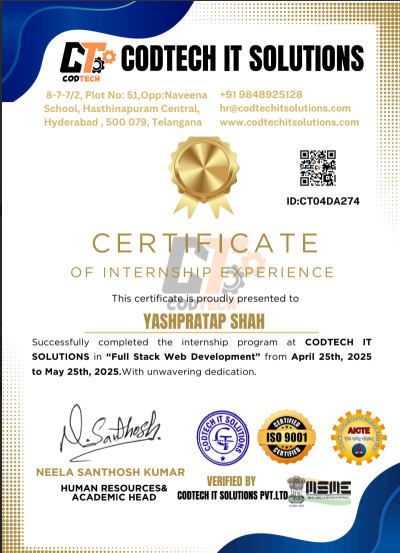 CT
CODTECH
CODTECH IT SOLUTIONS
8-7-7/2, Plot No: 51,Opp:Naveena
School, Hasthinapuram Central,
Hyderabad , 500 079, Telangana
+91 9848925128
hr@codtechitsolutions.com
www.codtechitsolutions.com
ID:CT04DA274
CERTIFICATE
OF INTERNSHIP EXPERIENCE
CODTECH
This certificate is proudly presented to
YASHPRATAP SHAH
Successfully completed the internship program at CODTECH IT
SOLUTIONS in “Full Stack Web Development” from April 25th, 2025
to May 25th, 2025.With unwavering dedication.
N. Santhosh.
NEELA SANTHOSH KUMAR
HUMAN RESOURCES&
ACADEMIC HEAD
CODTECH IT SOLUTIONS
CERTIFIED
ISO 9001
CERTIFIED
AICTE
VERIFIED BY
CODTECH IT SOLUTIONS PVT.LTD
MSME